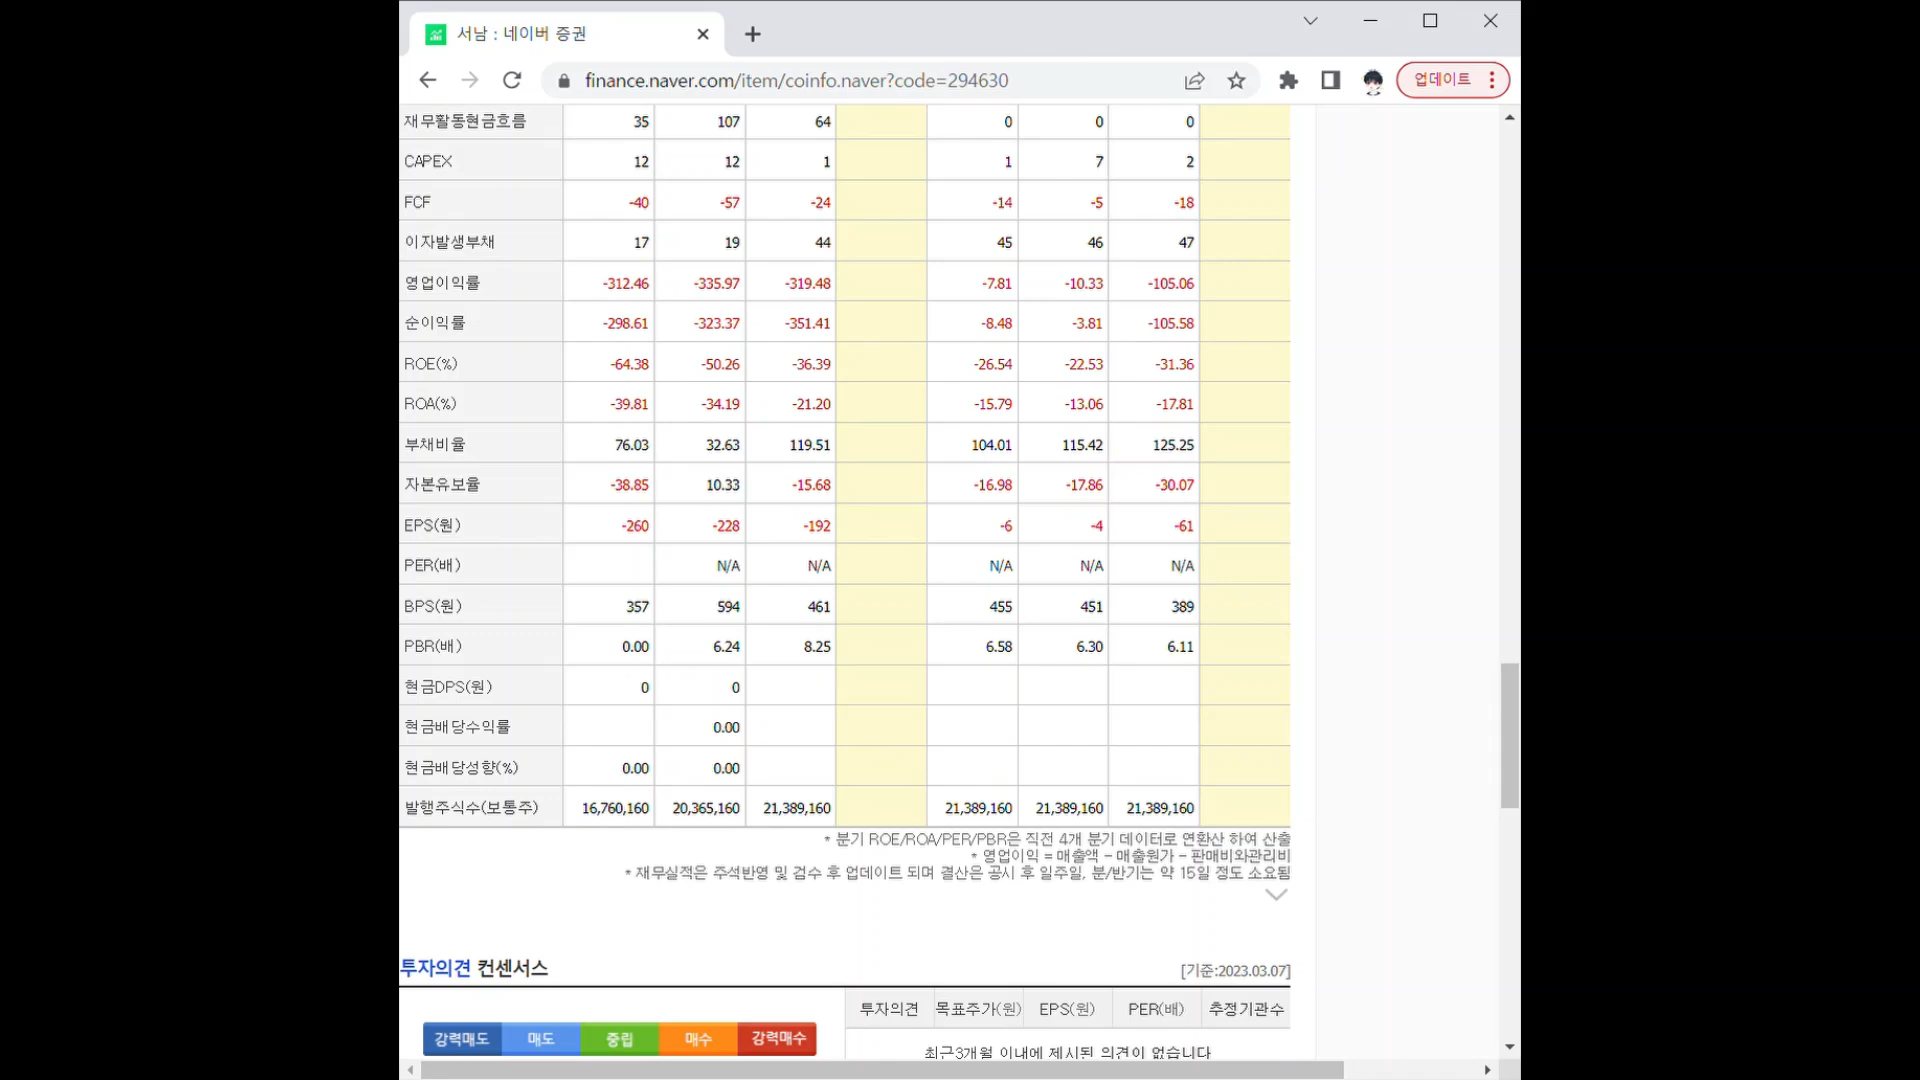 서남 : 네이버 증권
finance.naver.com/item/coinfo.naver?code=294630
업데이트
재무활동현금흐름 35 107 64 0 0 0
CAPEX 12 12 1 1 7 2
FCF -40 -57 -24 -14 -5 -18
이자발생부채 17 19 44 45 46 47
영업이익률 -312.46 -335.97 -319.48 -7.81 -10.33 -105.06
순이익률 -298.61 -323.37 -351.41 -8.48 -3.81 -105.58
ROE(%) -64.38 -50.26 -36.39 -26.54 -22.53 -31.36
ROA(%) -39.81 -34.19 -21.20 -15.79 -13.06 -17.81
부채비율 76.03 32.63 119.51 104.01 115.42 125.25
자본유보율 -38.85 10.33 -15.68 -16.98 -17.86 -30.07
EPS(원) -260 -228 -192 -6 -4 -61
PER(배) N/A N/A N/A N/A N/A
BPS(원) 357 594 461 455 451 389
PBR(배) 0.00 6.24 8.25 6.58 6.30 6.11
현금DPS(원) 0 0
현금배당수익률 0.00
현금배당성향(%) 0.00 0.00
발행주식수(보통주) 16,760,160 20,365,160 21,389,160 21,389,160 21,389,160 21,389,160
* 분기 ROE/ROA/PER/PBR은 직전 4개 분기 데이터로 연환산 하여 산출
* 영업이익 = 매출액 - 매출원가 - 판매비와관리비
* 재무실적은 주석반영 및 검수 후 업데이트 되며 결산은 공시 후 일주일, 분/반기는 약 15일 정도 소요됨
투자의견 컨센서스 [기준:2023.03.07]
투자의견 목표주가(원) EPS(원) PER(배) 추정기관수
강력매도 매도 중립 매수 강력매수
최근3개월 이내에 제시된 의견이 없습니다